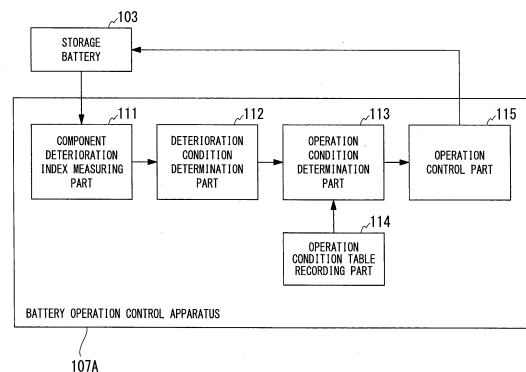 103
STORAGE
BATTERY
111
COMPONENT
DETERIORATION
INDEX MEASURING
PART
112
DETERIORATION
CONDITION
DETERMINATION
PART
113
OPERATION
CONDITION
DETERMINATION
PART
115
OPERATION
CONTROL PART
114
OPERATION
CONDITION TABLE
RECORDING PART
BATTERY OPERATION CONTROL APPARATUS
107A